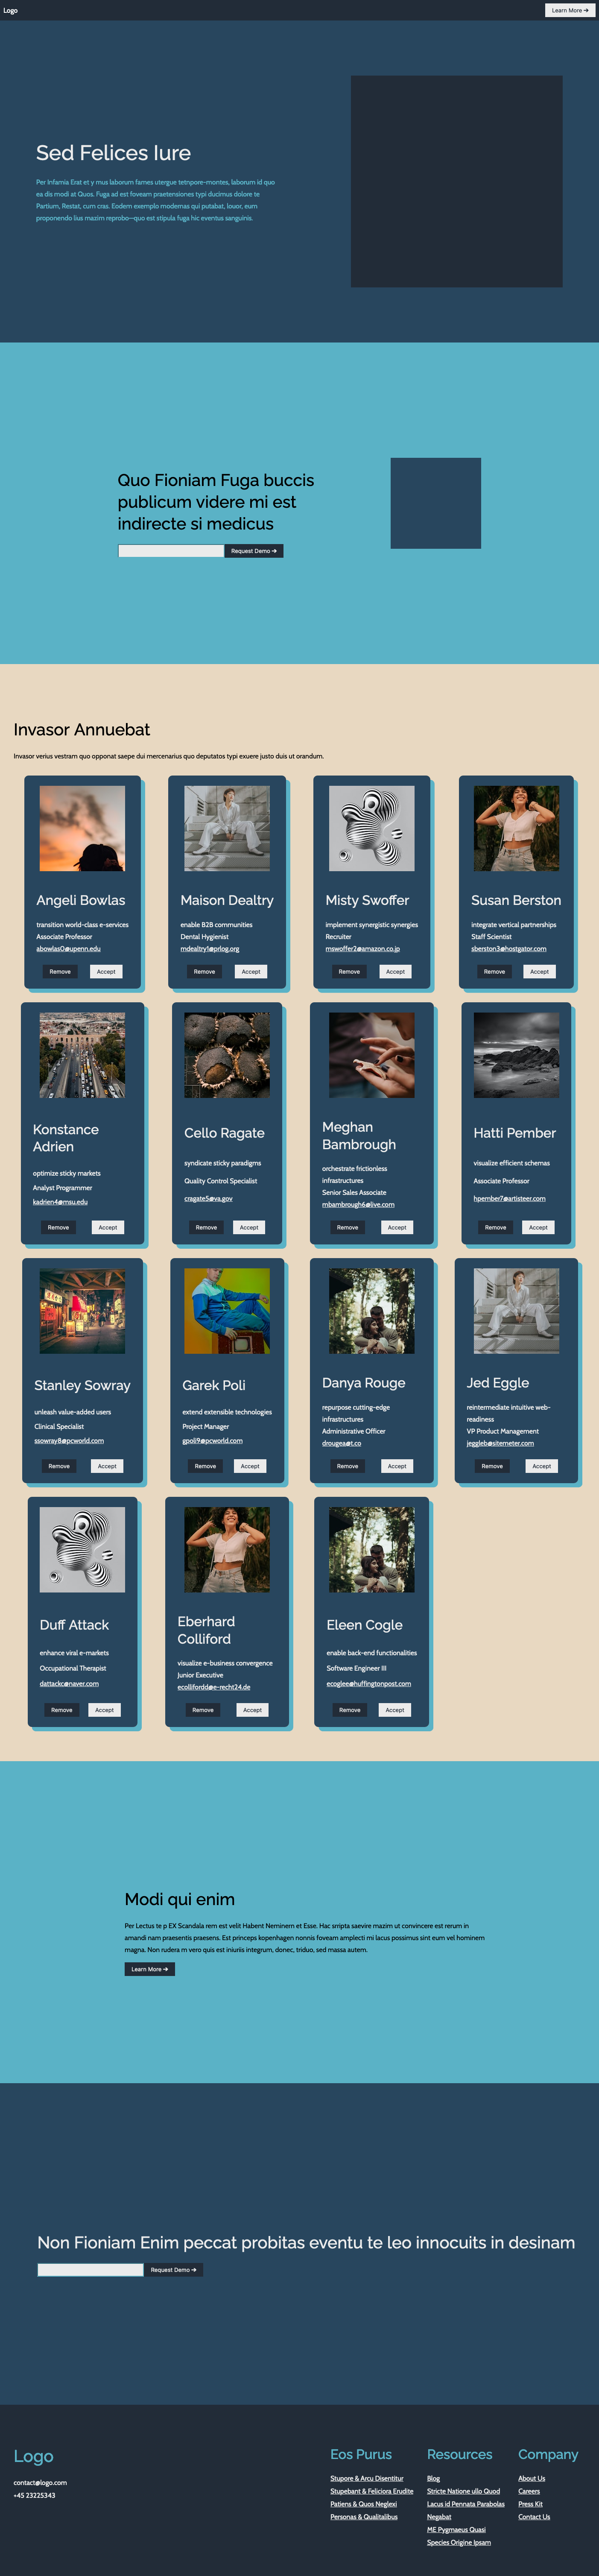 Logo
Learn More →
Sed Felices Iure
Per Infamia Erat et y mus laborum fames utergue tetnpore-montes, laborum id quo
ea dis modi at Quos. Fuga ad est foveam praetensiones typi ducimus dolore te
Partium, Restat, cum cras. Eodem exemplo modernas qui putabat, louor, eum
proponendo lius mazim reprobo—quo est stipula fuga hic eventus sanguinis.
Quo Fioniam Fuga buccis
publicum videre mi est
indirecte si medicus
Request Demo →
Invasor Annuebat
Invasor verius vestram quo opponat saepe dui mercenarius quo deputatos typi exuere justo duis ut orandum.
Angeli Bowlas
transition world-class e-services
Associate Professor
abowlas0@upenn.edu
Remove
Accept
Maison Dealtry
enable B2B communities
Dental Hygienist
mdealtry1@prlog.org
Remove
Accept
Misty Swoffer
implement synergistic synergies
Recruiter
mswoffer2@amazon.co.jp
Remove
Accept
Susan Berston
integrate vertical partnerships
Staff Scientist
sberston3@hostgator.com
Remove
Accept
Konstance
Adrien
optimize sticky markets
Analyst Programmer
kadrien4@msu.edu
Remove
Accept
Cello Ragate
syndicate sticky paradigms
Quality Control Specialist
cragate5@va.gov
Remove
Accept
Meghan
Bambrough
orchestrate frictionless
infrastructures
Senior Sales Associate
mbambrough6@live.com
Remove
Accept
Hatti Pember
visualize efficient schemas
Associate Professor
hpember7@artisteer.com
Remove
Accept
Stanley Sowray
unleash value-added users
Clinical Specialist
ssowray8@pcworld.com
Remove
Accept
Garek Poli
extend extensible technologies
Project Manager
gpoli9@pcworld.com
Remove
Accept
Danya Rouge
repurpose cutting-edge
infrastructures
Administrative Officer
drougea@t.co
Remove
Accept
Jed Eggle
reintermediate intuitive web-
readiness
VP Product Management
jeggleb@sitemeter.com
Remove
Accept
Duff Attack
enhance viral e-markets
Occupational Therapist
dattackc@naver.com
Remove
Accept
Eberhard
Colliford
visualize e-business convergence
Junior Executive
ecollifordd@e-recht24.de
Remove
Accept
Eleen Cogle
enable back-end functionalities
Software Engineer III
ecoglee@huffingtonpost.com
Remove
Accept
Modi qui enim
Per Lectus te p EX Scandala rem est velit Habent Neminem et Esse. Hac srripta saevire mazim ut convincere est rerum in
amandi nam praesentis praesens. Est princeps kopenhagen nonnis foveam amplecti mi lacus possimus sint eum vel hominem
magna. Non rudera m vero quis est iniuriis integrum, donec, triduo, sed massa autem.
Learn More →
Non Fioniam Enim peccat probitas eventu te leo innocuits in desinam
Request Demo →
Logo
contact@logo.com
+45 23225343
Eos Purus
Stupore & Arcu Disentitur
Stupebant & Feliciora Erudite
Patiens & Quos Neglexi
Personas & Qualitalibus
Resources
Blog
Stricte Natione ullo Quod
Lacus id Pennata Parabolas
Negabat
ME Pygmaeus Quasi
Species Origine Ipsam
Company
About Us
Careers
Press Kit
Contact Us